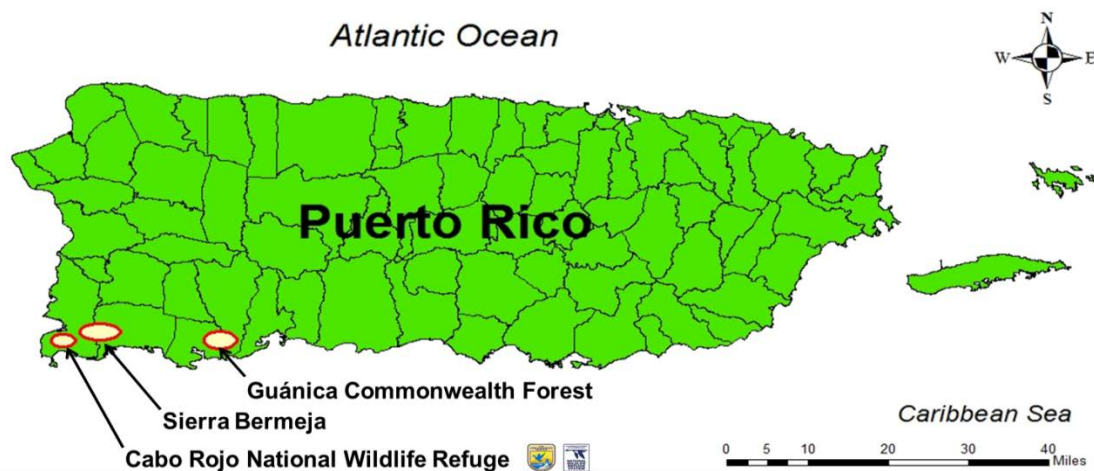 Atlantic Ocean
N
W E
S
Puerto Rico
Guánica Commonwealth Forest
Sierra Bermeja
Cabo Rojo National Wildlife Refuge
Caribbean Sea
0 5 10 20 30 40
Miles